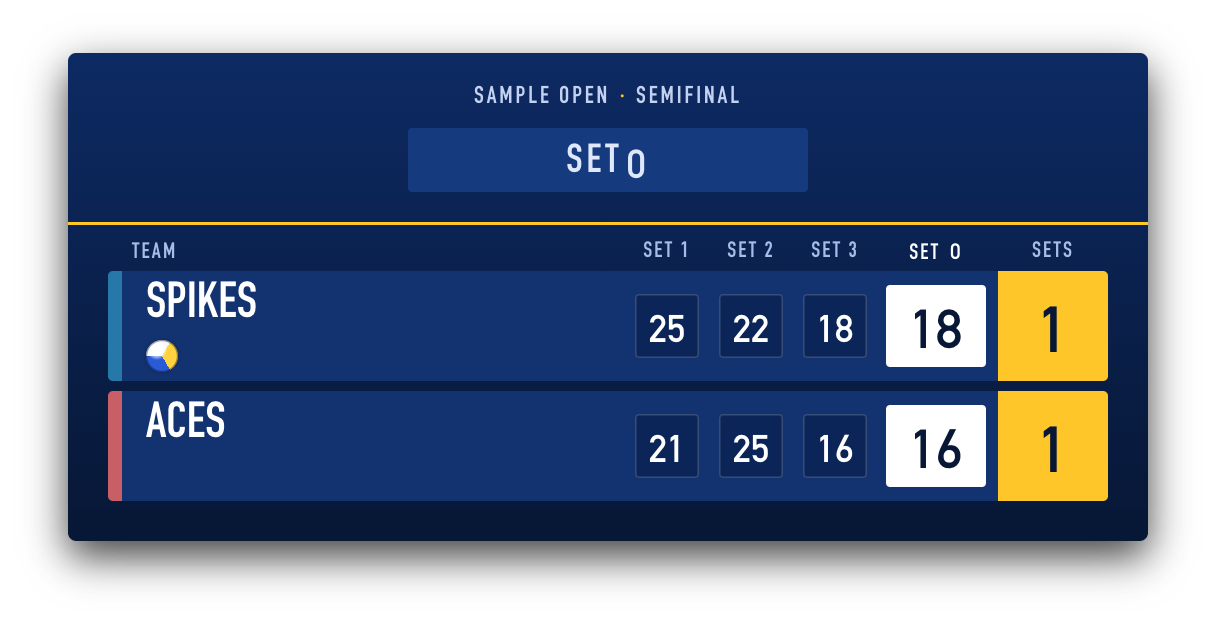 SAMPLE OPEN · SEMIFINAL
SET 0
TEAM SET 1 SET 2 SET 3 SET 0 SETS
SPIKES 25 22 18 18 1
ACES 21 25 16 16 1